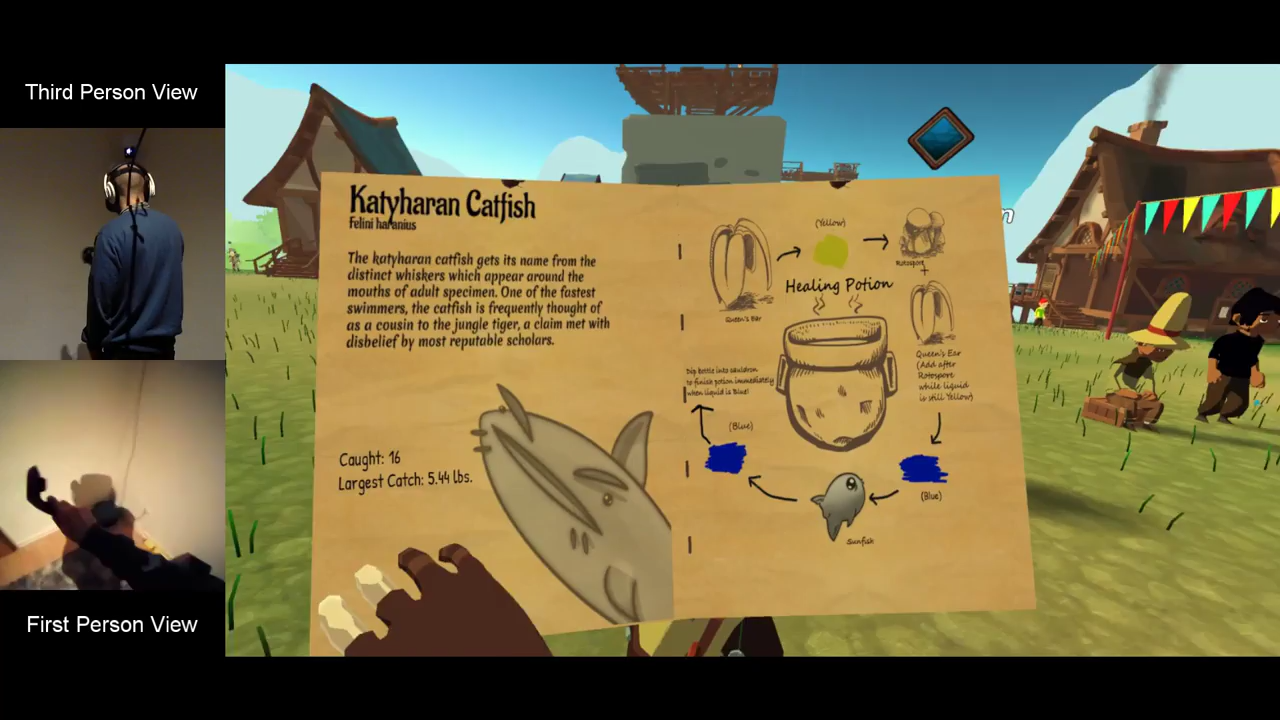 Third Person View
First Person View
Katyharan Catfish
Felini haranius
The katyharan catfish gets its name from the
distinct whiskers which appear around the
mouths of adult specimen. One of the fastest
swimmers, the catfish is frequently thought of
as a cousin to the jungle tiger, a claim met with
disbelief by most reputable scholars.
Caught: 16
Largest Catch: 5.44 lbs.
(Yellow)
Rotospore
+
Healing Potion
Queen's Ear
Queen's Ear
(Add after
Rotospore
while liquid
is still Yellow)
Dip bottle into cauldron
to finish potion immediately
when liquid is Blue!
(Blue)
(Blue)
Sunfish